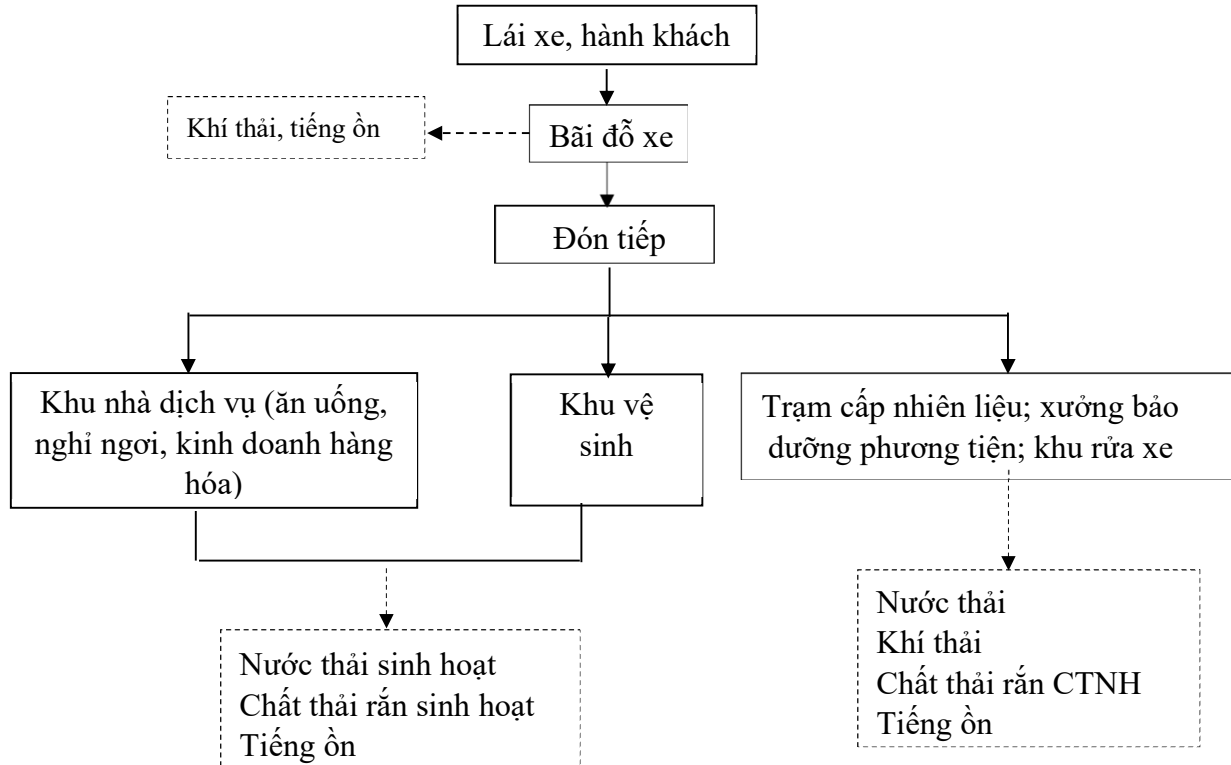 Lái xe, hành khách
Khí thải, tiếng ồn
Bãi đỗ xe
Đón tiếp
Khu nhà dịch vụ (ăn uống,
nghỉ ngơi, kinh doanh hàng
hóa)
Khu vệ
sinh
Trạm cấp nhiên liệu; xưởng bảo
dưỡng phương tiện; khu rửa xe
Nước thải sinh hoạt
Chất thải rắn sinh hoạt
Tiếng ồn
Nước thải
Khí thải
Chất thải rắn CTNH
Tiếng ồn